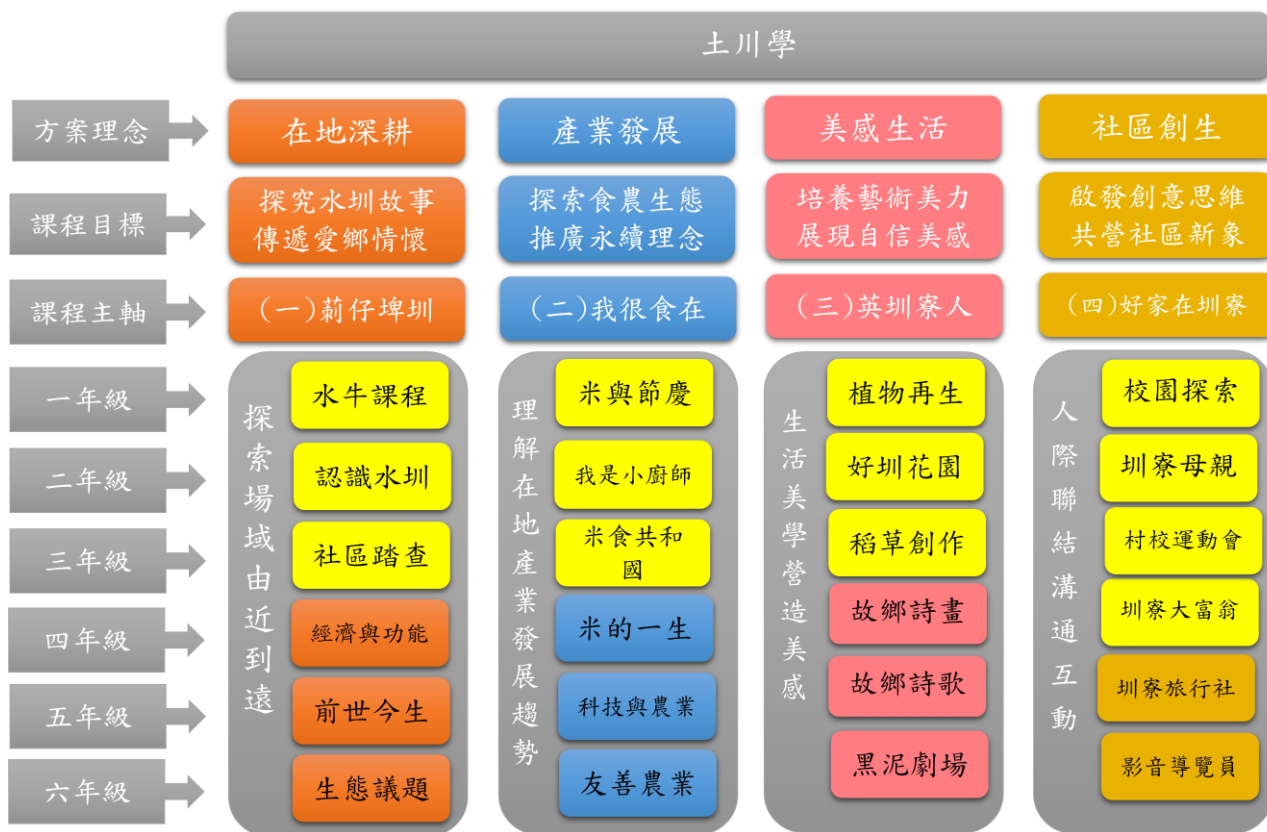 土川學
方案理念
在地深耕
產業發展
美感生活
社區創生
課程目標
探究水圳故事
傳遞愛鄉情懷
探索食農生態
推廣永續理念
培養藝術美力
展現自信美感
啟發創意思維
共營社區新象
課程主軸
(一)莿仔埤圳
(二)我很食在
(三)英圳寮人
(四)好家在圳寮
探索場域由近到遠
理解在地產業發展趨勢
生活美學營造美感
人際聯結溝通互動
一年級
水牛課程
米與節慶
植物再生
校園探索
二年級
認識水圳
我是小廚師
好圳花園
圳寮母親
三年級
社區踏查
米食共和
國
稻草創作
村校運動會
四年級
經濟與功能
米的一生
故鄉詩畫
圳寮大富翁
五年級
前世今生
科技與農業
故鄉詩歌
圳寮旅行社
六年級
生態議題
友善農業
黑泥劇場
影音導覽員